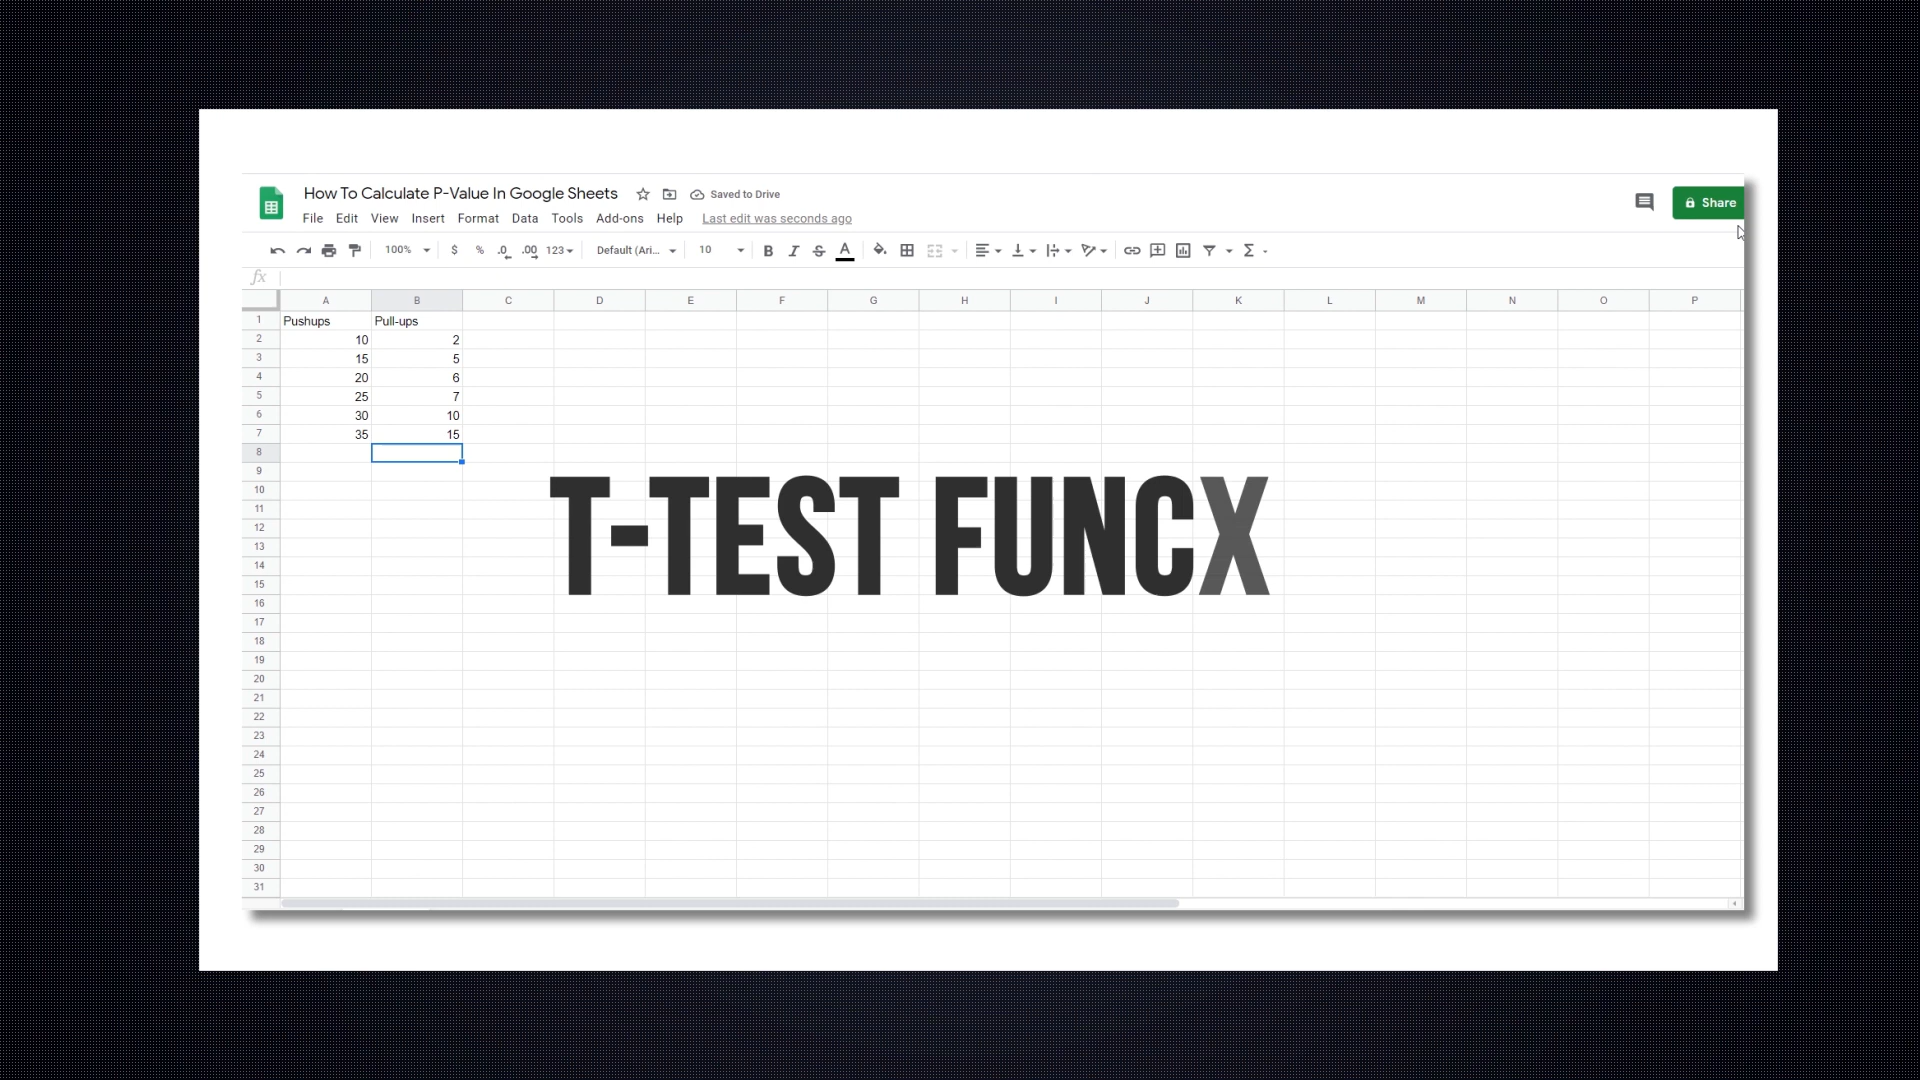 How To Calculate P-Value In Google Sheets Saved to Drive
Share
File Edit View Insert Format Data Tools Add-ons Help Last edit was seconds ago
100% $ % .0 .00 123 Default (Ari... 10 B I S A Σ
fx
A B C D E F G H I J K L M N O P
1 Pushups Pull-ups
2 10 2
3 15 5
4 20 6
5 25 7
6 30 10
7 35 15
8
9
10
T-TEST FUNCX
11
12
13
14
15
16
17
18
19
20
21
22
23
24
25
26
27
28
29
30
31